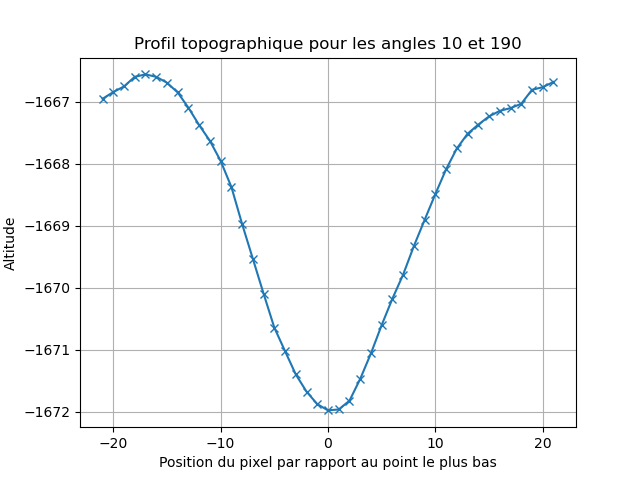 Profil topographique pour les angles 10 et 190
Altitude
−1667
−1668
−1669
−1670
−1671
−1672
−20 −10 0 10 20
Position du pixel par rapport au point le plus bas